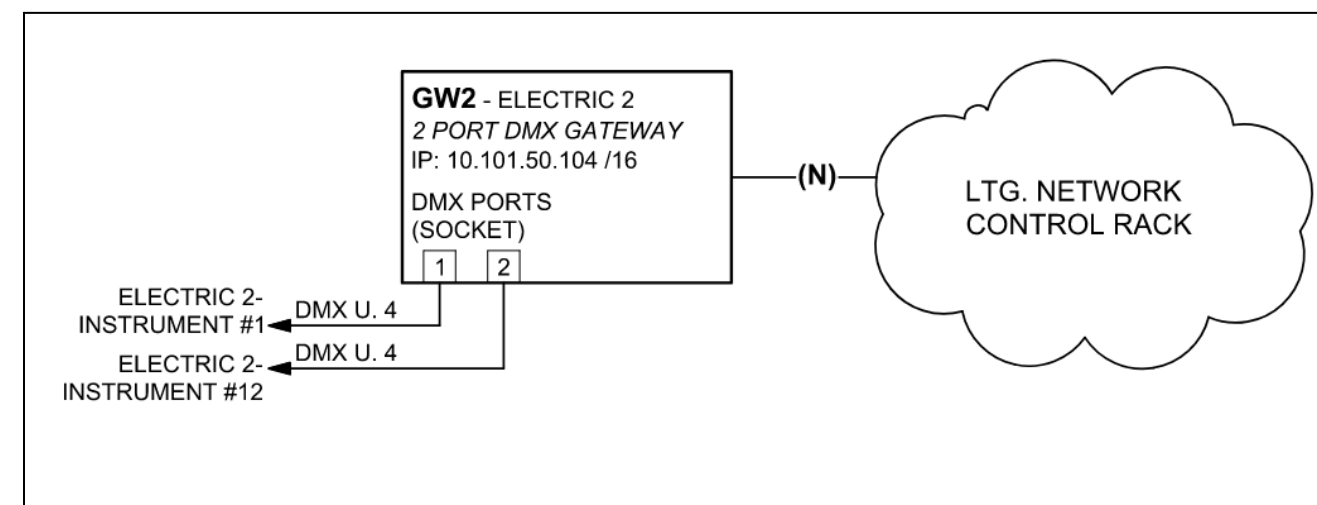 GW2 - ELECTRIC 2
2 PORT DMX GATEWAY
IP: 10.101.50.104 /16
DMX PORTS
(SOCKET)
1 2
(N)
LTG. NETWORK
CONTROL RACK
ELECTRIC 2-
INSTRUMENT #1
DMX U. 4
ELECTRIC 2-
INSTRUMENT #12
DMX U. 4